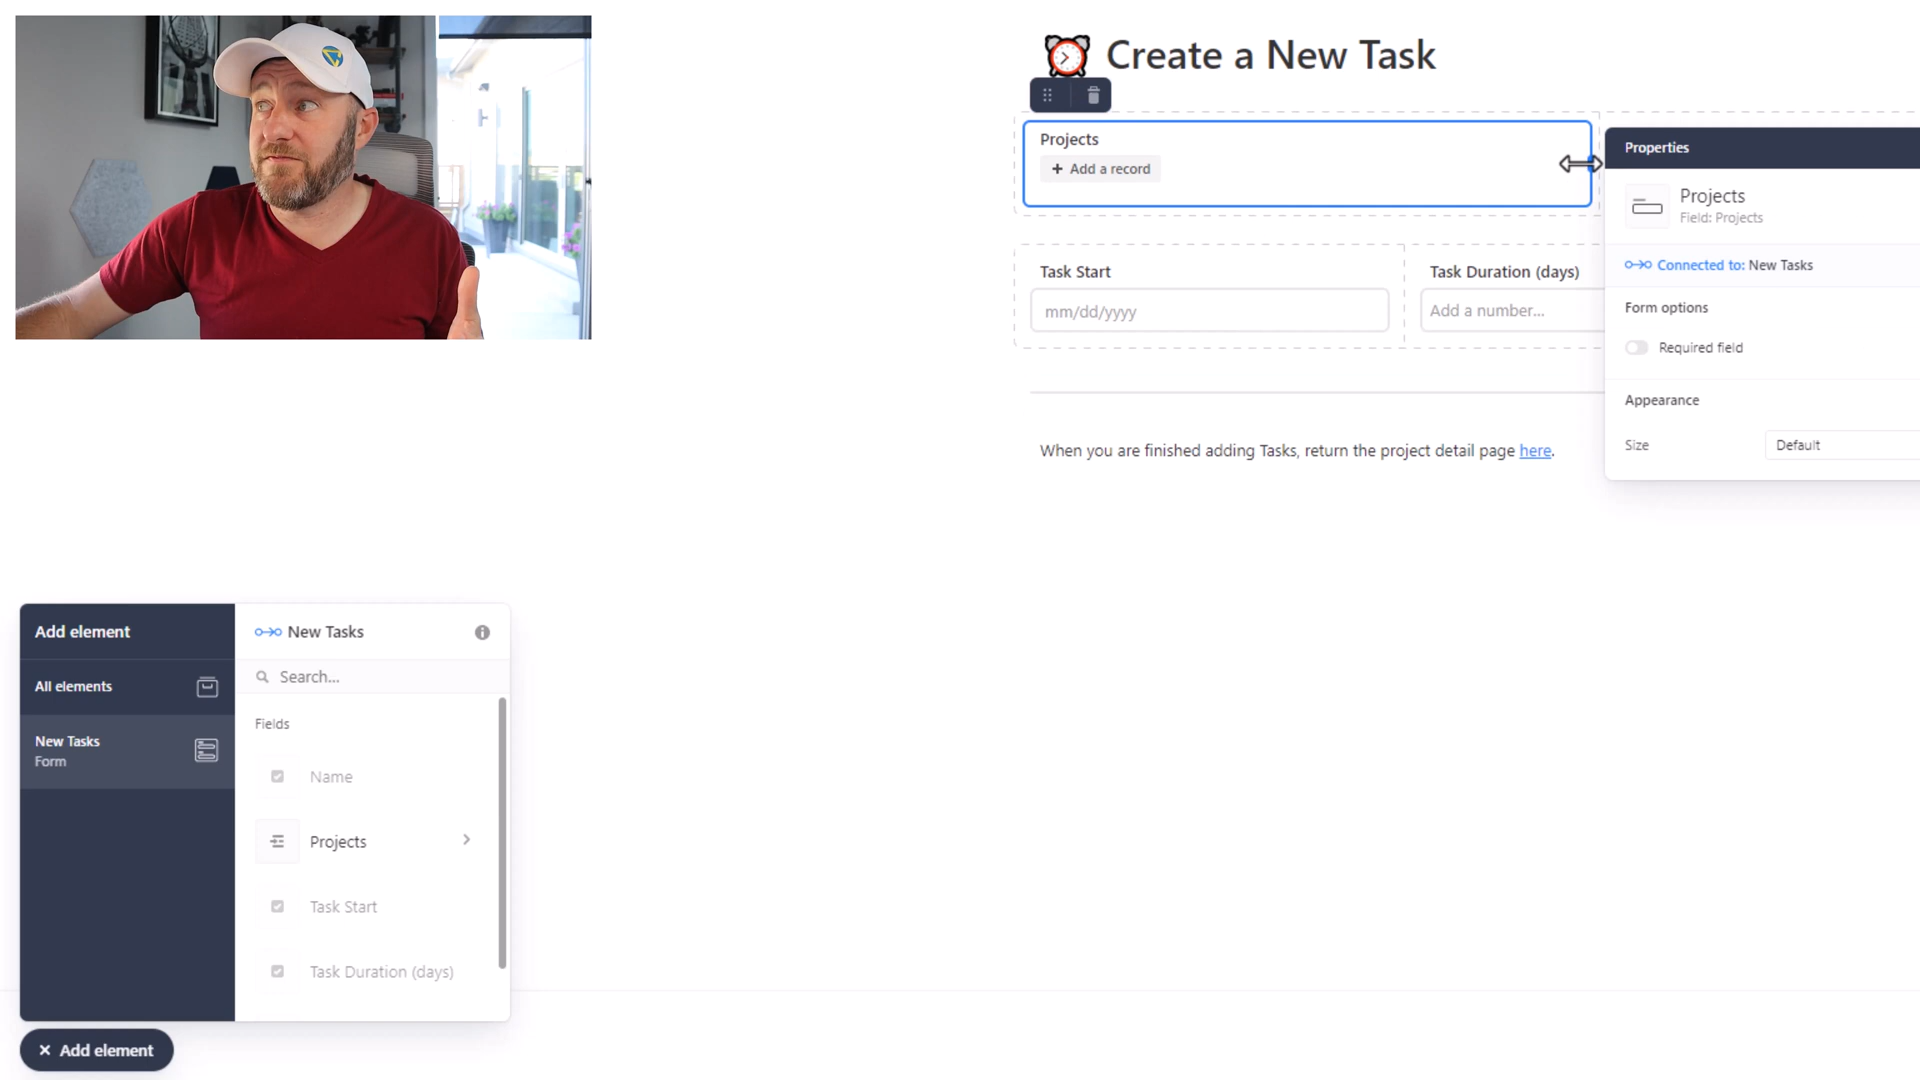 Create a New Task
Projects
+ Add a record
Properties
Projects
Field: Projects
Connected to: New Tasks
Form options
Required field
Appearance
Size
Default
Task Start
Task Duration (days)
mm/dd/yyyy
Add a number...
When you are finished adding Tasks, return the project detail page here.
Add element
All elements
New Tasks
Form
New Tasks
Search...
Fields
Name
Projects
Task Start
Task Duration (days)
Add element